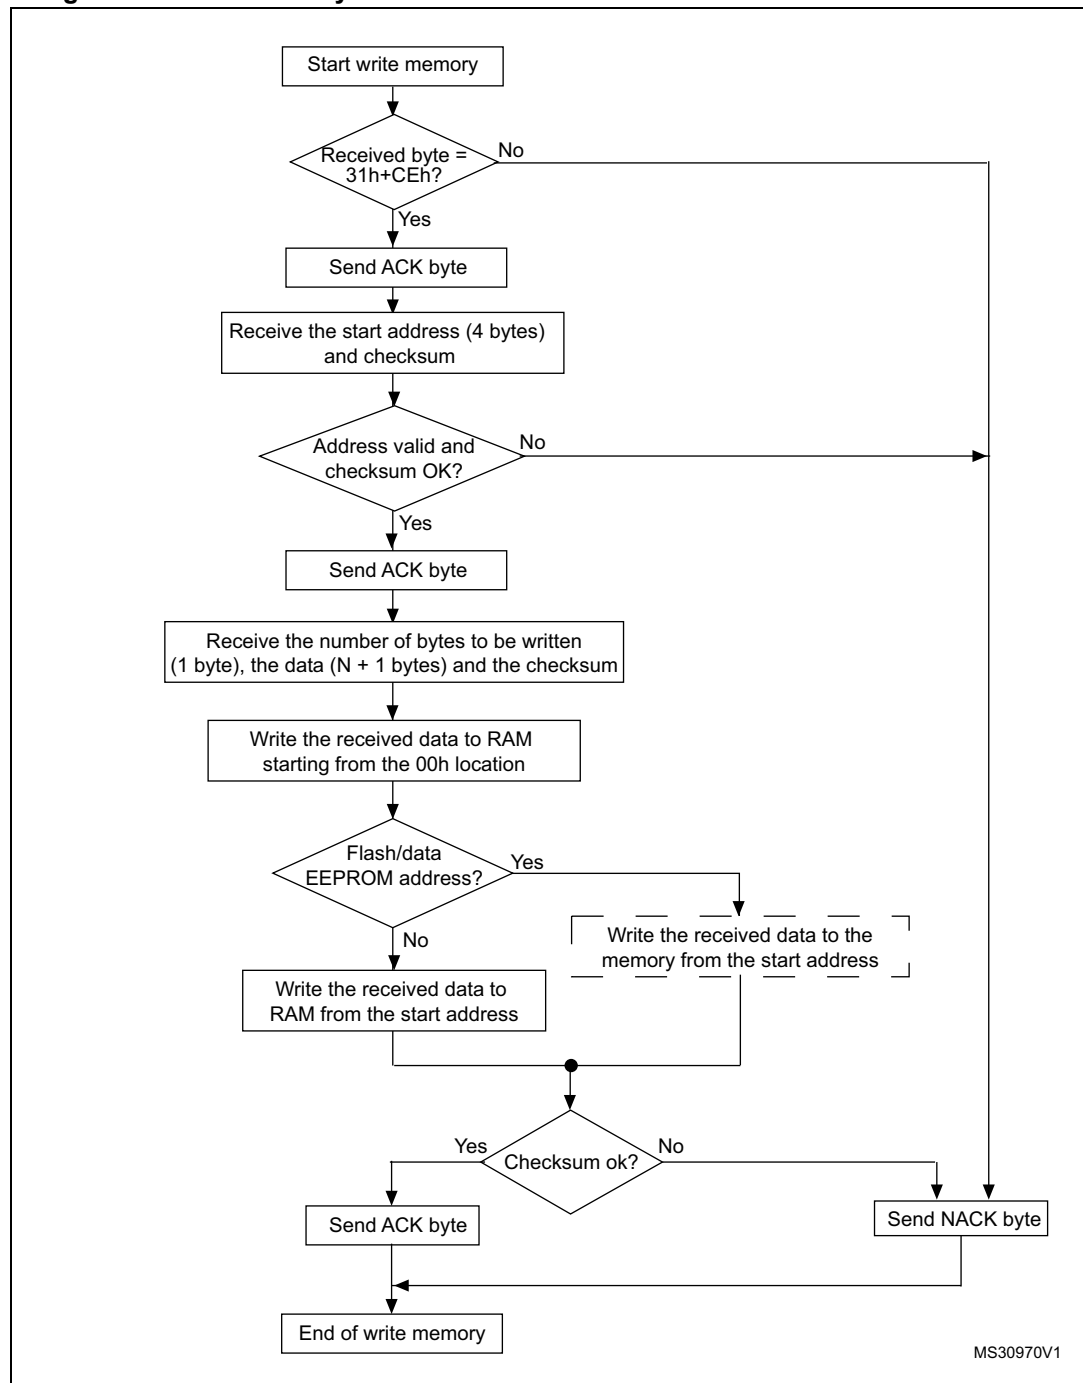 Start write memory
Received byte =
31h+CEh?
No
Yes
Send ACK byte
Receive the start address (4 bytes)
and checksum
Address valid and
checksum OK?
No
Yes
Send ACK byte
Receive the number of bytes to be written
(1 byte), the data (N + 1 bytes) and the checksum
Write the received data to RAM
starting from the 00h location
Flash/data
EEPROM address?
Yes
No
Write the received data to the
memory from the start address
Write the received data to
RAM from the start address
Yes
No
Checksum ok?
Send ACK byte
Send NACK byte
End of write memory
MS30970V1